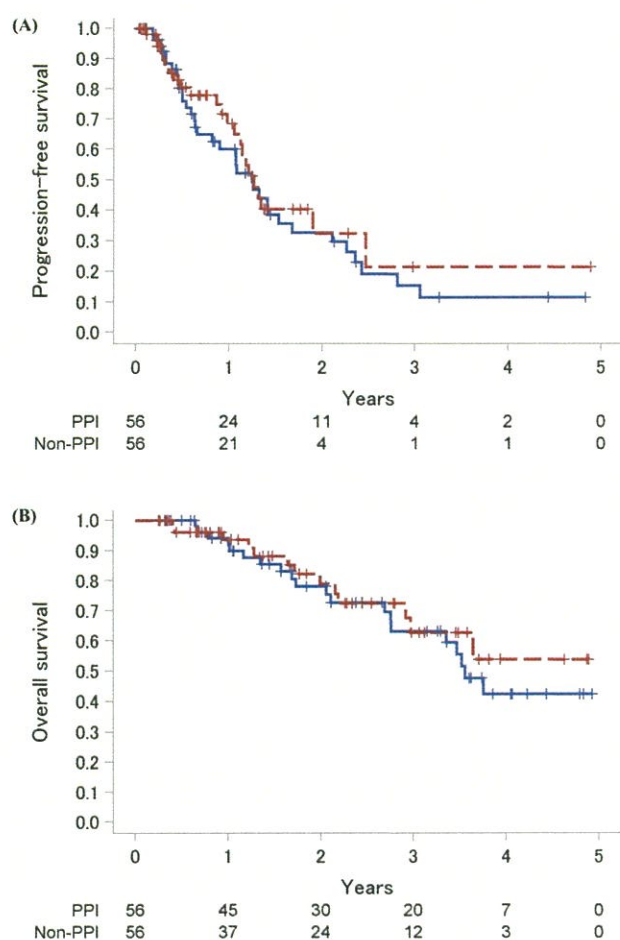 (A)
Progression-free survival
1.0
0.9
0.8
0.7
0.6
0.5
0.4
0.3
0.2
0.1
0.0
0 1 2 3 4 5
Years
PPI 56 24 11 4 2 0
Non-PPI 56 21 4 1 1 0
(B)
Overall survival
1.0
0.9
0.8
0.7
0.6
0.5
0.4
0.3
0.2
0.1
0.0
0 1 2 3 4 5
Years
PPI 56 45 30 20 7 0
Non-PPI 56 37 24 12 3 0